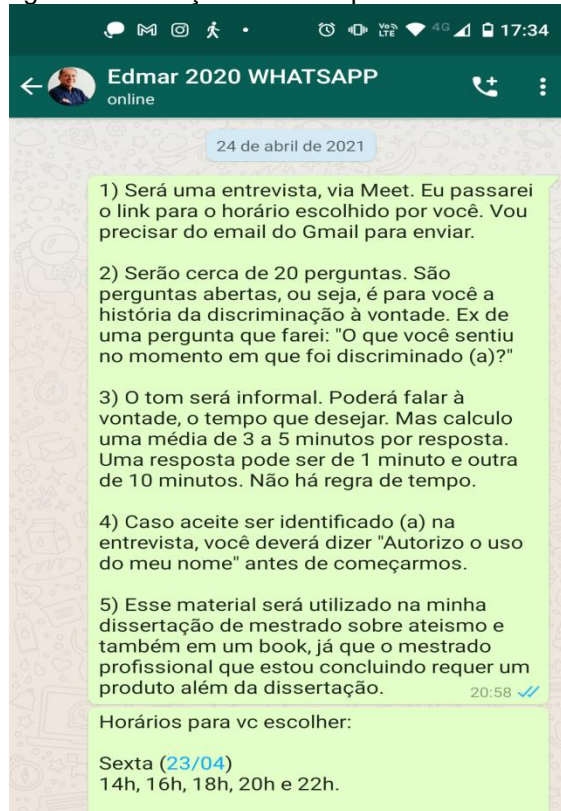 4G 17:34
Edmar 2020 WHATSAPP
online
24 de abril de 2021
1) Será uma entrevista, via Meet. Eu passarei
o link para o horário escolhido por você. Vou
precisar do email do Gmail para enviar.
2) Serão cerca de 20 perguntas. São
perguntas abertas, ou seja, é para você a
história da discriminação à vontade. Ex de
uma pergunta que farei: "O que você sentiu
no momento em que foi discriminado (a)?"
3) O tom será informal. Poderá falar à
vontade, o tempo que desejar. Mas calculo
uma média de 3 a 5 minutos por resposta.
Uma resposta pode ser de 1 minuto e outra
de 10 minutos. Não há regra de tempo.
4) Caso aceite ser identificado (a) na
entrevista, você deverá dizer "Autorizo o uso
do meu nome" antes de começarmos.
5) Esse material será utilizado na minha
dissertação de mestrado sobre ateismo e
também em um book, já que o mestrado
profissional que estou concluindo requer um
produto além da dissertação. 20:58
Horários para vc escolher:
Sexta (23/04)
14h, 16h, 18h, 20h e 22h.